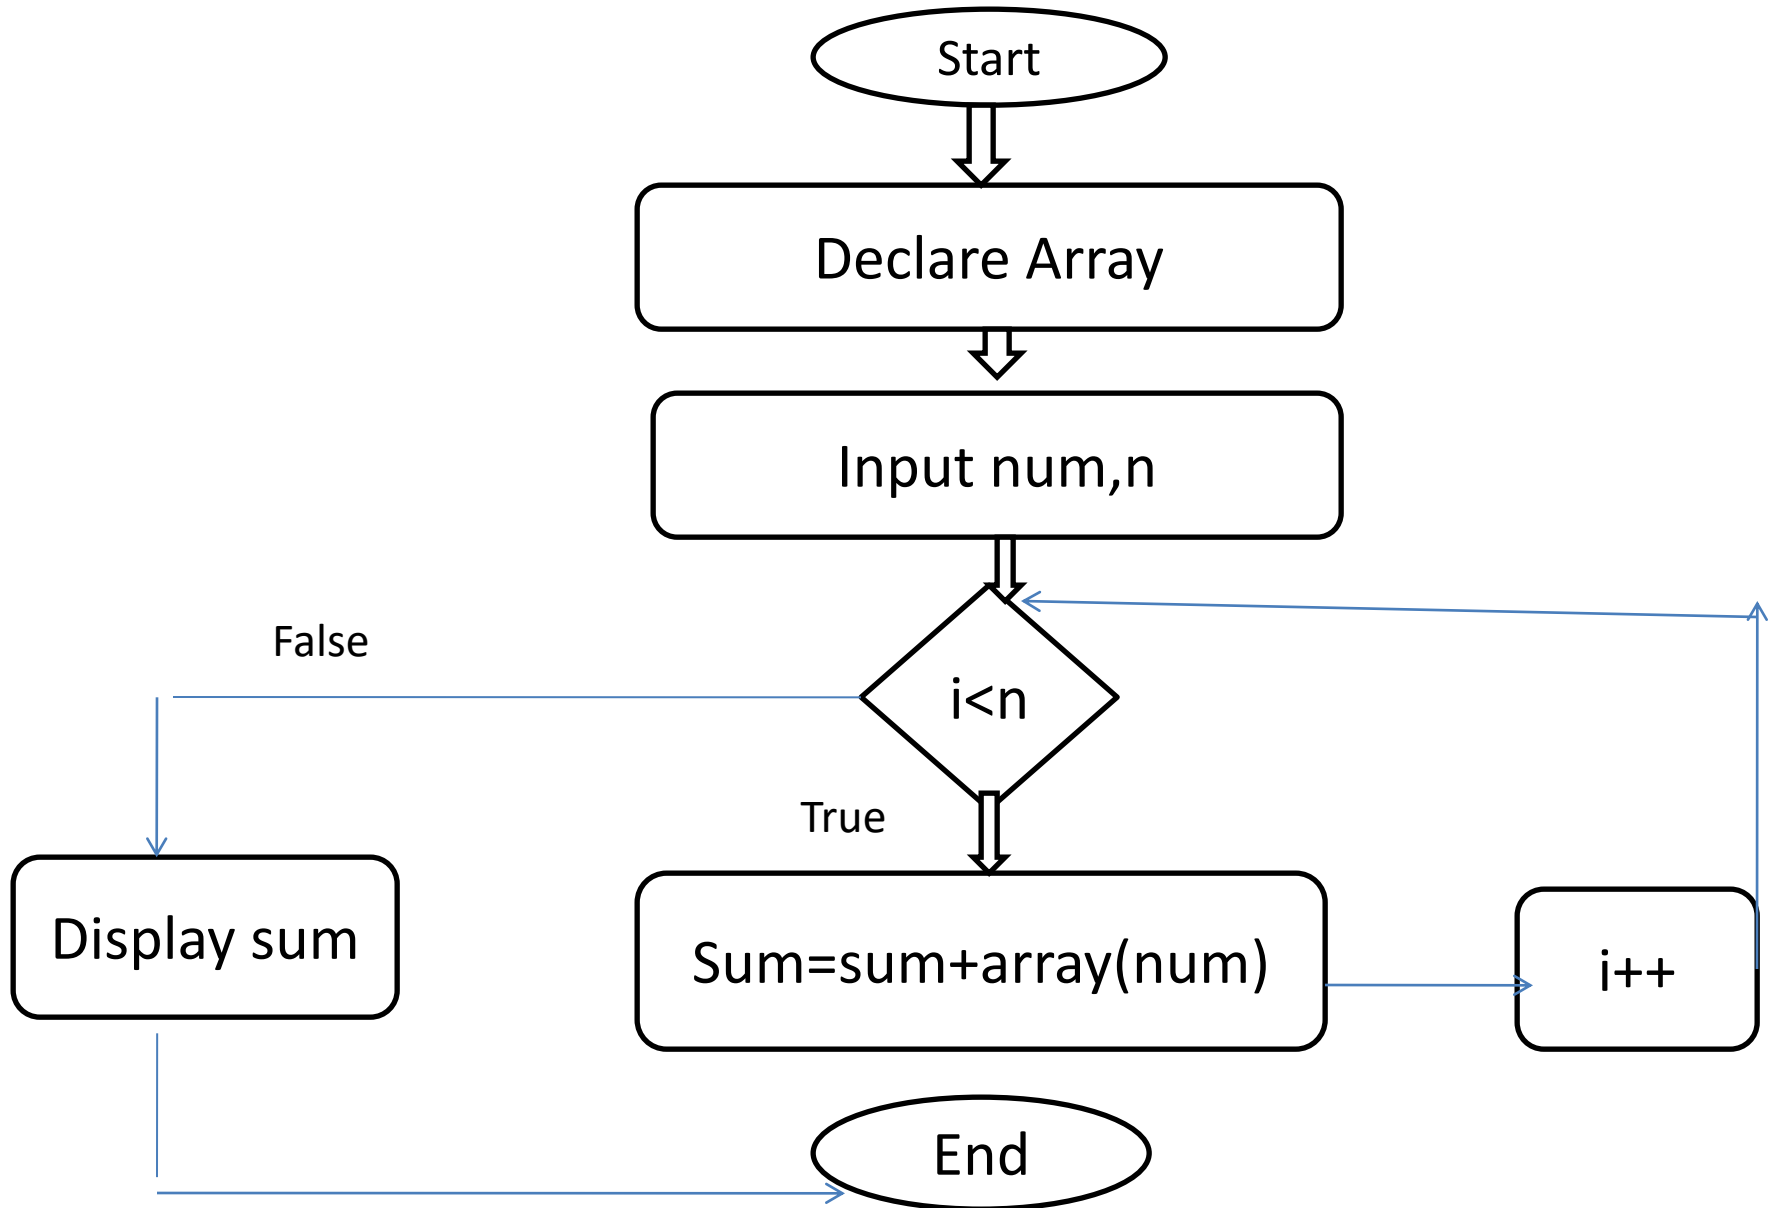 Start
Declare Array
Input num,n
False
i<n
True
Display sum
Sum=sum+array(num)
i++
End